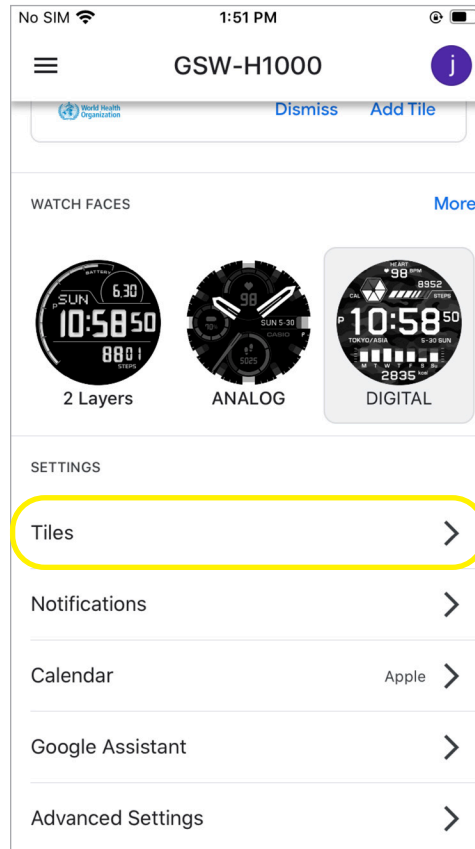 No SIM 1:51 PM
GSW-H1000
j
World Health Organization Dismiss Add Tile
WATCH FACES More
BATTERY
P SUN 6.30
10:58 50
8801
STEPS
98
70%
SUN 5-30
CASIO
5025
HEART
98 BPM
CAL 8952
STEPS
P 10:58 50
TOKYO/ASIA 5-30 SUN
M T W T F S Su
2835 kcal
2 Layers ANALOG DIGITAL
SETTINGS
Tiles
Notifications
Calendar Apple
Google Assistant
Advanced Settings